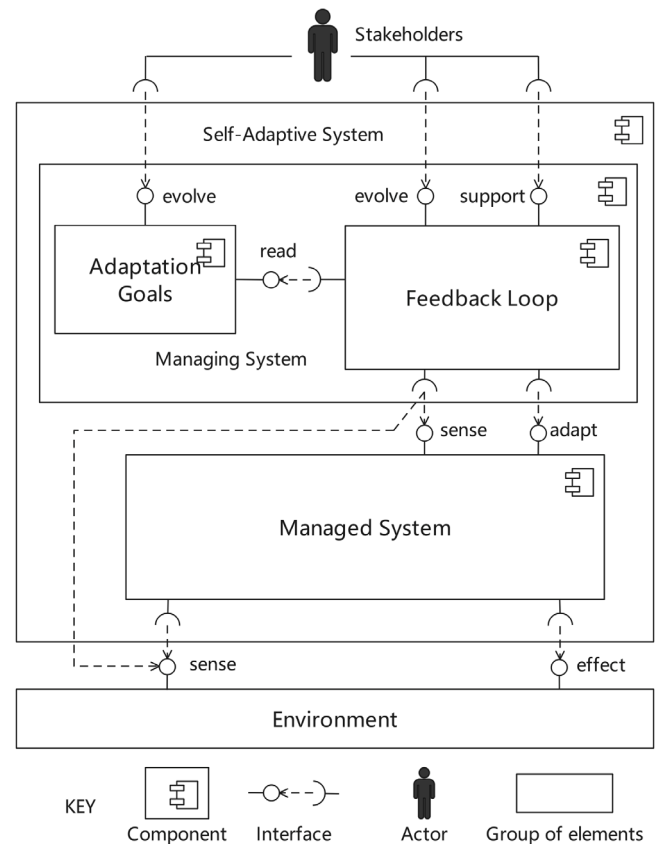 Stakeholders
Self-Adaptive System
evolve
evolve
support
Adaptation
Goals
read
Feedback Loop
Managing System
sense
adapt
Managed System
sense
effect
Environment
KEY
Component
Interface
Actor
Group of elements